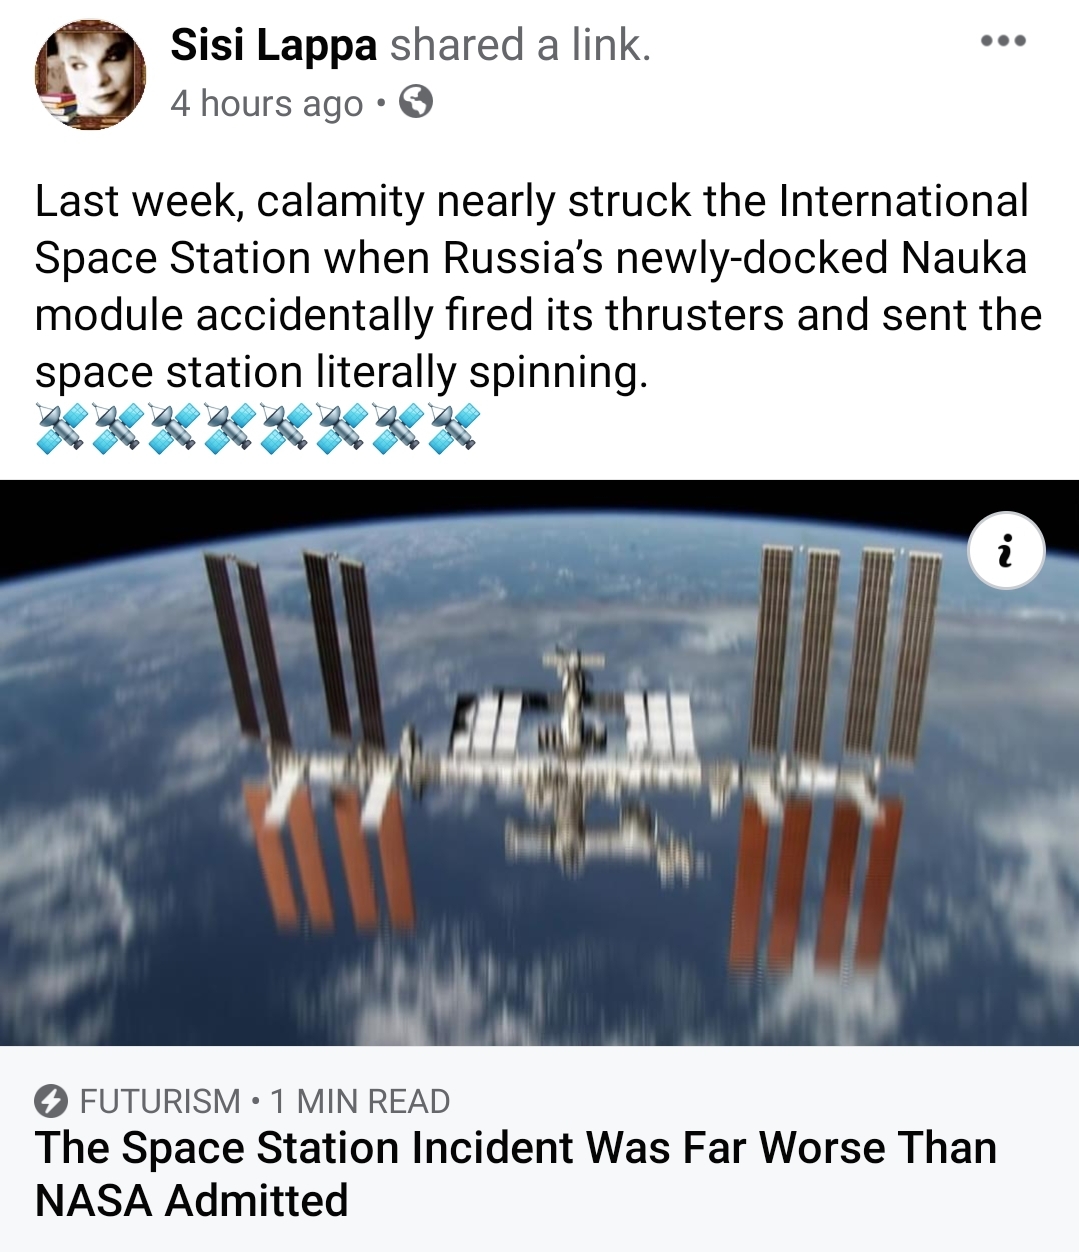 Sisi Lappa shared a link.
4 hours ago •
Last week, calamity nearly struck the International
Space Station when Russia’s newly-docked Nauka
module accidentally fired its thrusters and sent the
space station literally spinning.
🛰🛰🛰🛰🛰🛰🛰🛰
i
FUTURISM • 1 MIN READ
The Space Station Incident Was Far Worse Than
NASA Admitted